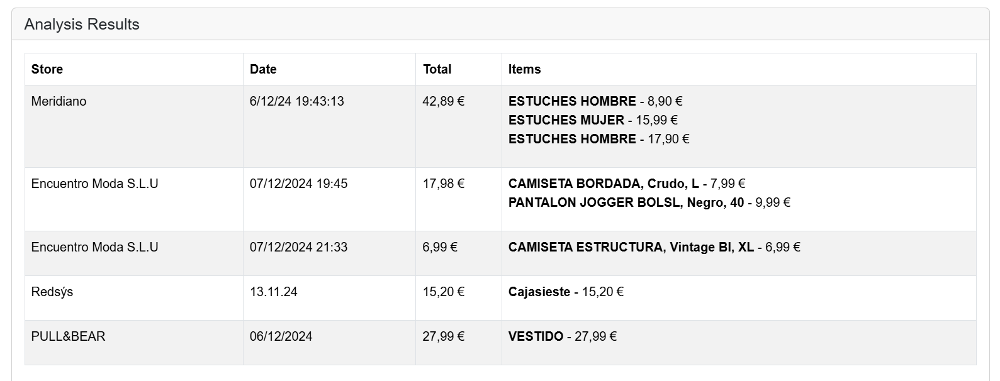 Analysis Results
Store Date Total Items
Meridiano 6/12/24 19:43:13 42,89 € ESTUCHES HOMBRE - 8,90 €
ESTUCHES MUJER - 15,99 €
ESTUCHES HOMBRE - 17,90 €
Encuentro Moda S.L.U 07/12/2024 19:45 17,98 € CAMISETA BORDADA, Crudo, L - 7,99 €
PANTALON JOGGER BOLSL, Negro, 40 - 9,99 €
Encuentro Moda S.L.U 07/12/2024 21:33 6,99 € CAMISETA ESTRUCTURA, Vintage Bl, XL - 6,99 €
Redsýs 13.11.24 15,20 € Cajasieste - 15,20 €
PULL&BEAR 06/12/2024 27,99 € VESTIDO - 27,99 €